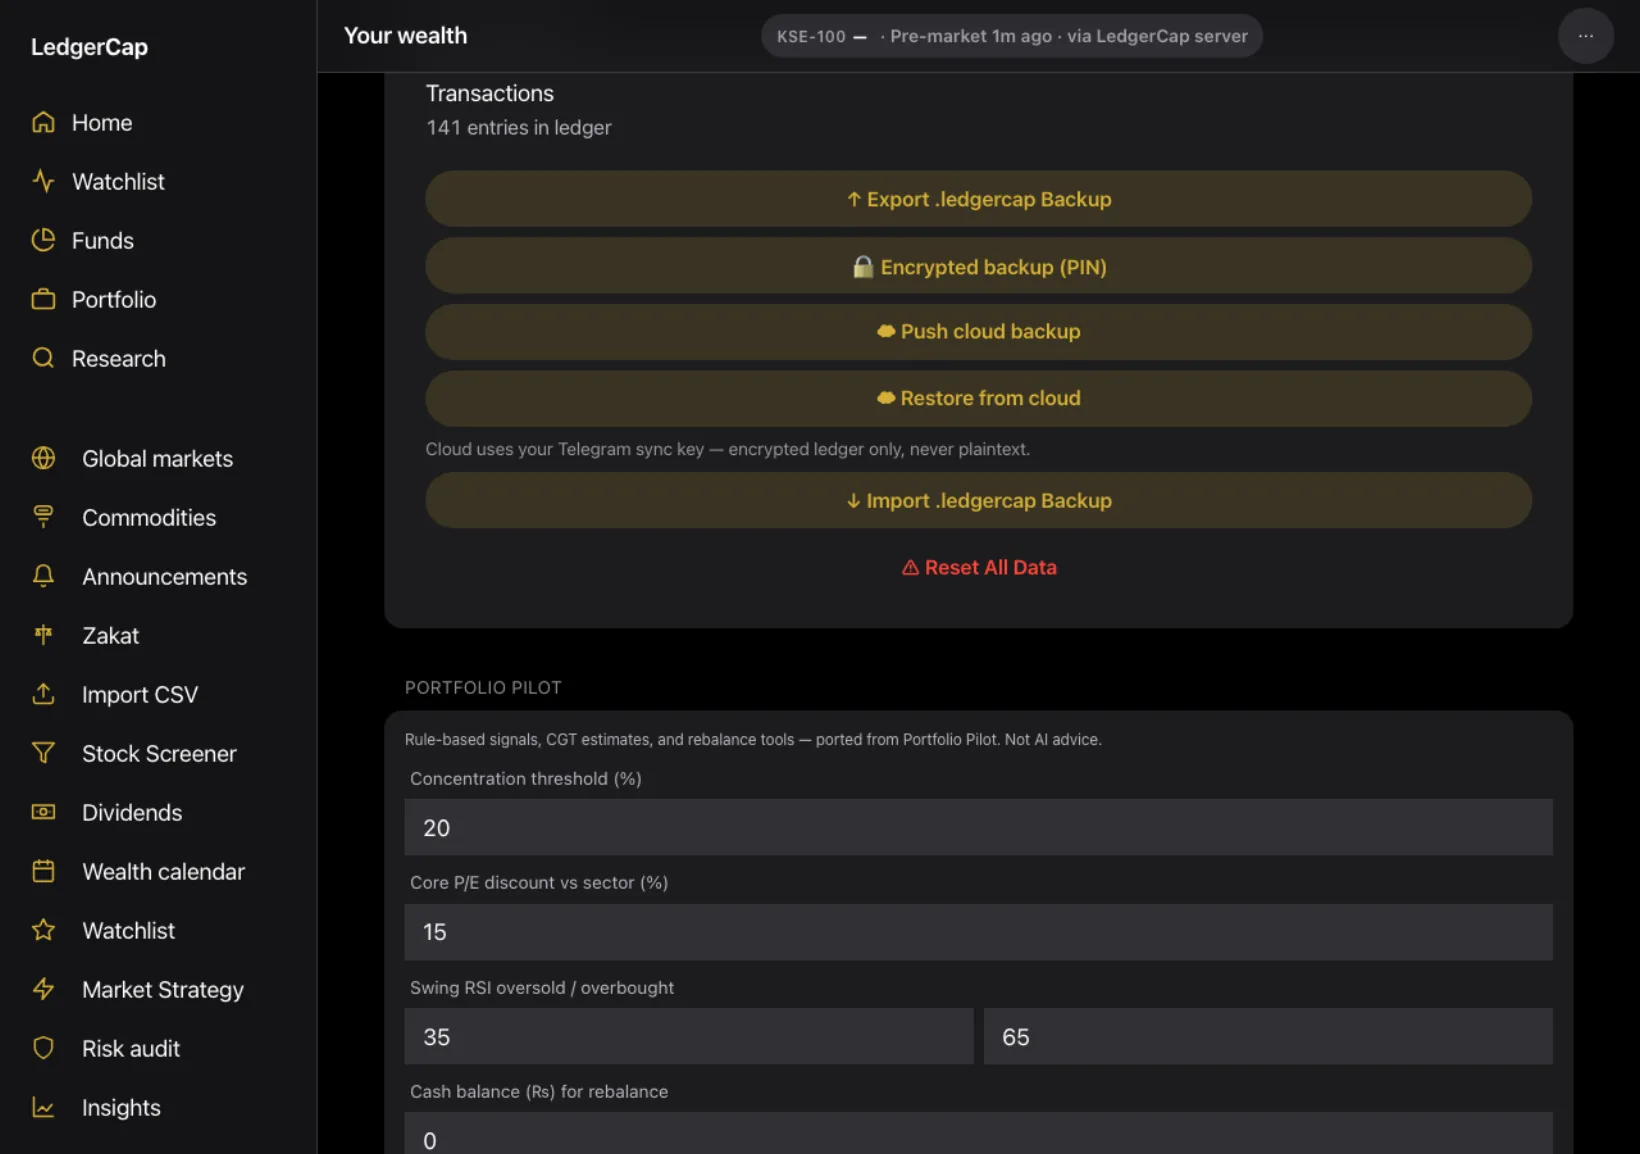 LedgerCap
Home
Watchlist
Funds
Portfolio
Research
Global markets
Commodities
Announcements
Zakat
Import CSV
Stock Screener
Dividends
Wealth calendar
Watchlist
Market Strategy
Risk audit
Insights
Your wealth
KSE-100 — · Pre-market 1m ago · via LedgerCap server
...
Transactions
141 entries in ledger
↑ Export .ledgercap Backup
🔒 Encrypted backup (PIN)
☁ Push cloud backup
☁ Restore from cloud
Cloud uses your Telegram sync key — encrypted ledger only, never plaintext.
↓ Import .ledgercap Backup
⚠ Reset All Data
PORTFOLIO PILOT
Rule-based signals, CGT estimates, and rebalance tools — ported from Portfolio Pilot. Not AI advice.
Concentration threshold (%)
20
Core P/E discount vs sector (%)
15
Swing RSI oversold / overbought
35 65
Cash balance (Rs) for rebalance
0